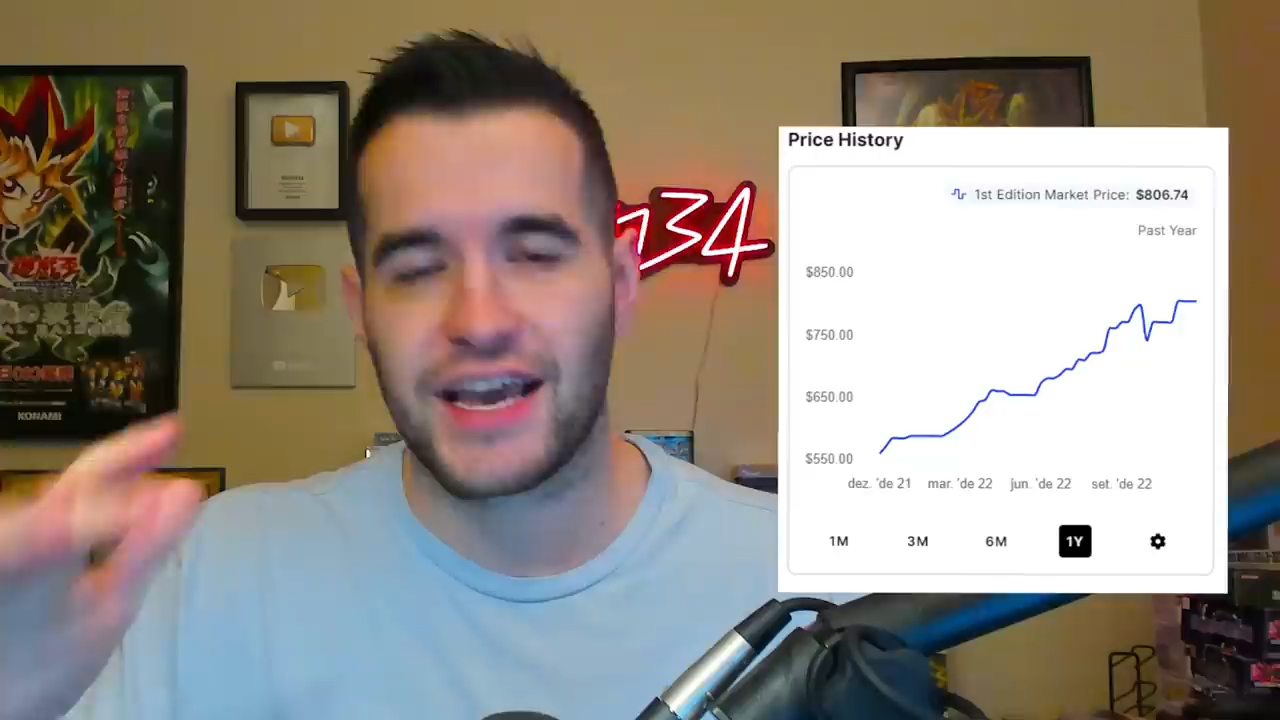 KONAMI
734
Price History
1st Edition Market Price: $806.74
Past Year
$850.00
$750.00
$650.00
$550.00
dez. 'de 21 mar. 'de 22 jun. 'de 22 set. 'de 22
1M 3M 6M 1Y